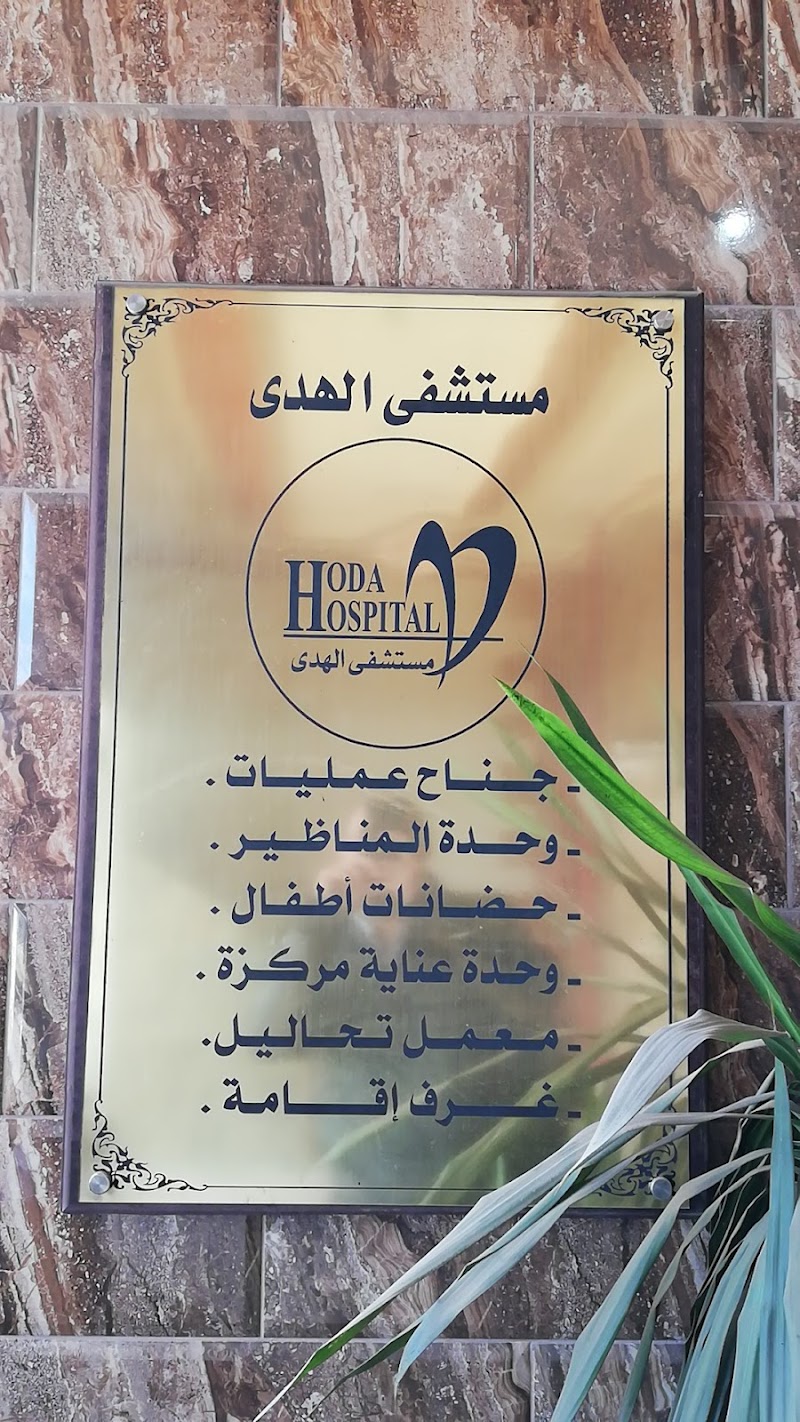 مستشفى الهدى
HODA
HOSPITAL
مستشفى الهدى
- جناح عمليات .
- وحدة المناظير .
- حضانات أطفال .
- وحدة عناية مركزة .
- معمل تحاليل.
- غرف إقامة .